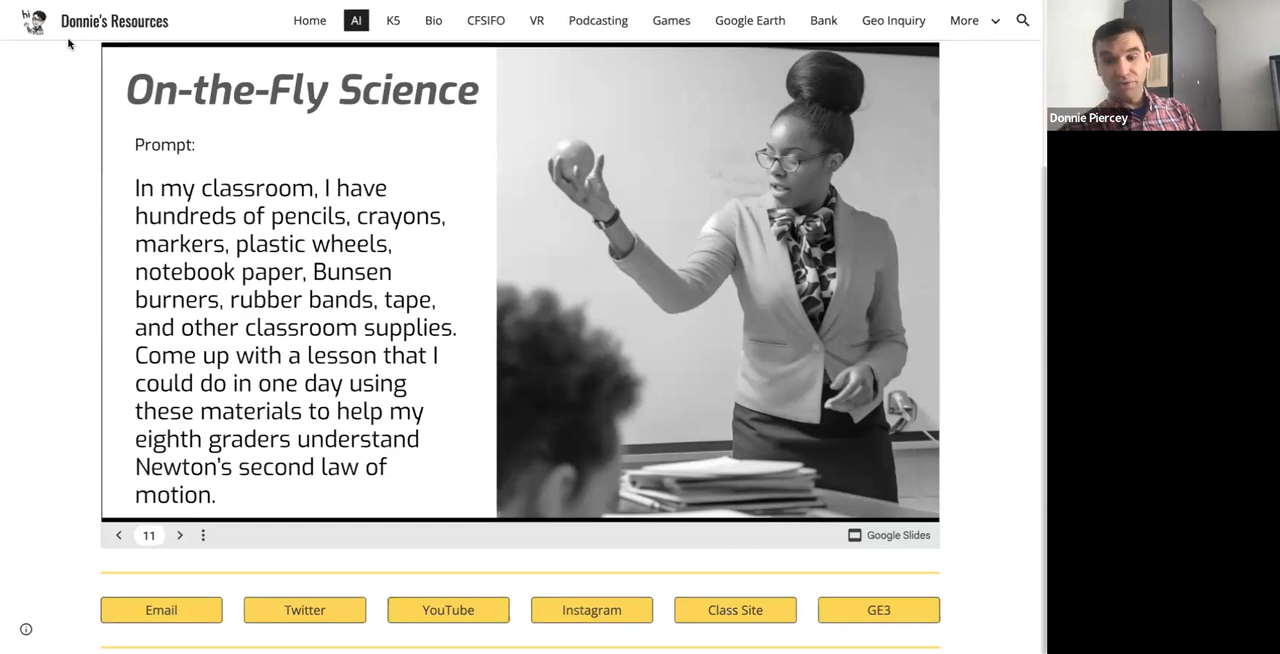 hi
Donnie's Resources
Home AI K5 Bio CFSIFO VR Podcasting Games Google Earth Bank Geo Inquiry More
On-the-Fly Science
Prompt:
In my classroom, I have
hundreds of pencils, crayons,
markers, plastic wheels,
notebook paper, Bunsen
burners, rubber bands, tape,
and other classroom supplies.
Come up with a lesson that I
could do in one day using
these materials to help my
eighth graders understand
Newton's second law of
motion.
11
Google Slides
Email Twitter YouTube Instagram Class Site GE3
Donnie Piercey